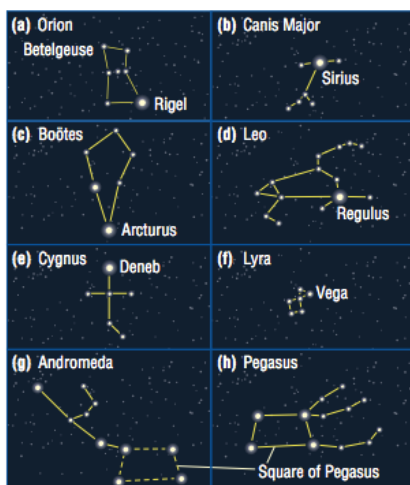 (a) Orion
Betelgeuse
Rigel
(b) Canis Major
Sirius
(c) Boötes
Arcturus
(d) Leo
Regulus
(e) Cygnus
Deneb
(f) Lyra
Vega
(g) Andromeda
(h) Pegasus
Square of Pegasus